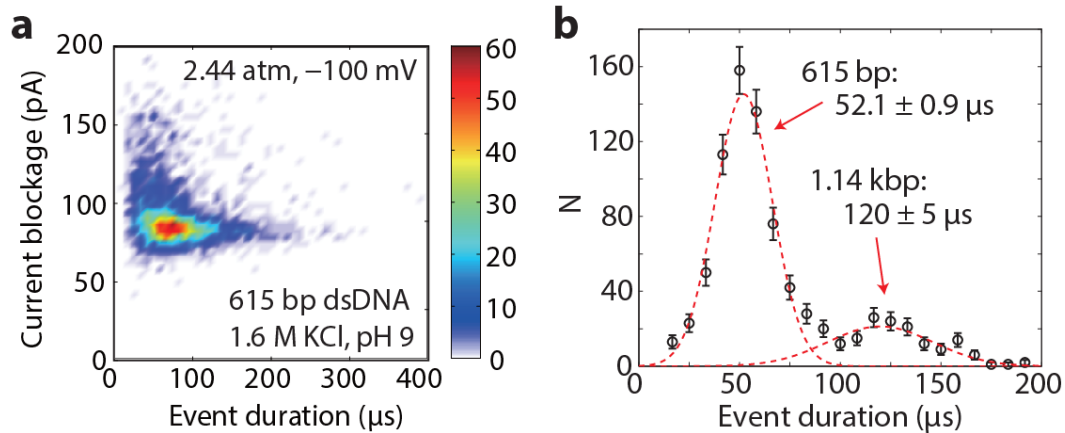 a
200
150
100
50
0
Current blockage (pA)
2.44 atm, −100 mV
615 bp dsDNA
1.6 M KCl, pH 9
0
100
200
300
400
Event duration (μs)
60
50
40
30
20
10
0
b
160
120
80
40
0
N
615 bp:
52.1 ± 0.9 μs
1.14 kbp:
120 ± 5 μs
0
50
100
150
200
Event duration (μs)